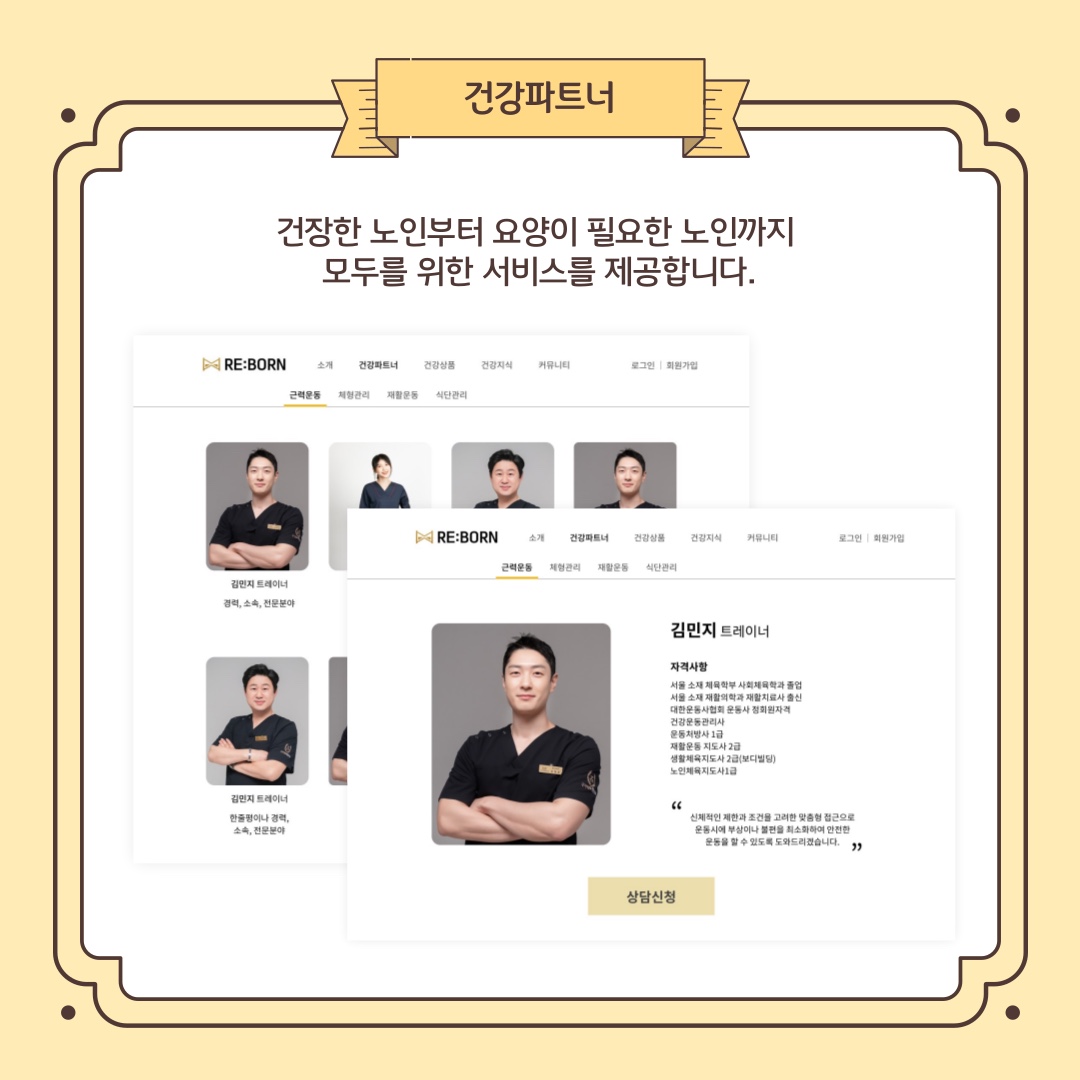 건강파트너
건장한 노인부터 요양이 필요한 노인까지
모두를 위한 서비스를 제공합니다.
RE:BORN 소개 건강파트너 건강상품 건강지식 커뮤니티 로그인 | 회원가입
근력운동 체형관리 재활운동 식단관리
김민지 트레이너
경력, 소속, 전문분야
김민지 트레이너
한줄평이나 경력,
소속, 전문분야
RE:BORN 소개 건강파트너 건강상품 건강지식 커뮤니티 로그인 | 회원가입
근력운동 체형관리 재활운동 식단관리
김민지 트레이너
자격사항
서울 소재 체육학부 사회체육학과 졸업
서울 소재 재활의학과 재활치료사 출신
대한운동사협회 운동사 정회원자격
건강운동관리사
운동처방사 1급
재활운동 지도사 2급
생활체육지도사 2급(보디빌딩)
노인체육지도사1급
“ 신체적인 제한과 조건을 고려한 맞춤형 접근으로
운동시에 부상이나 불편을 최소화하여 안전한
운동을 할 수 있도록 도와드리겠습니다. ”
상담신청